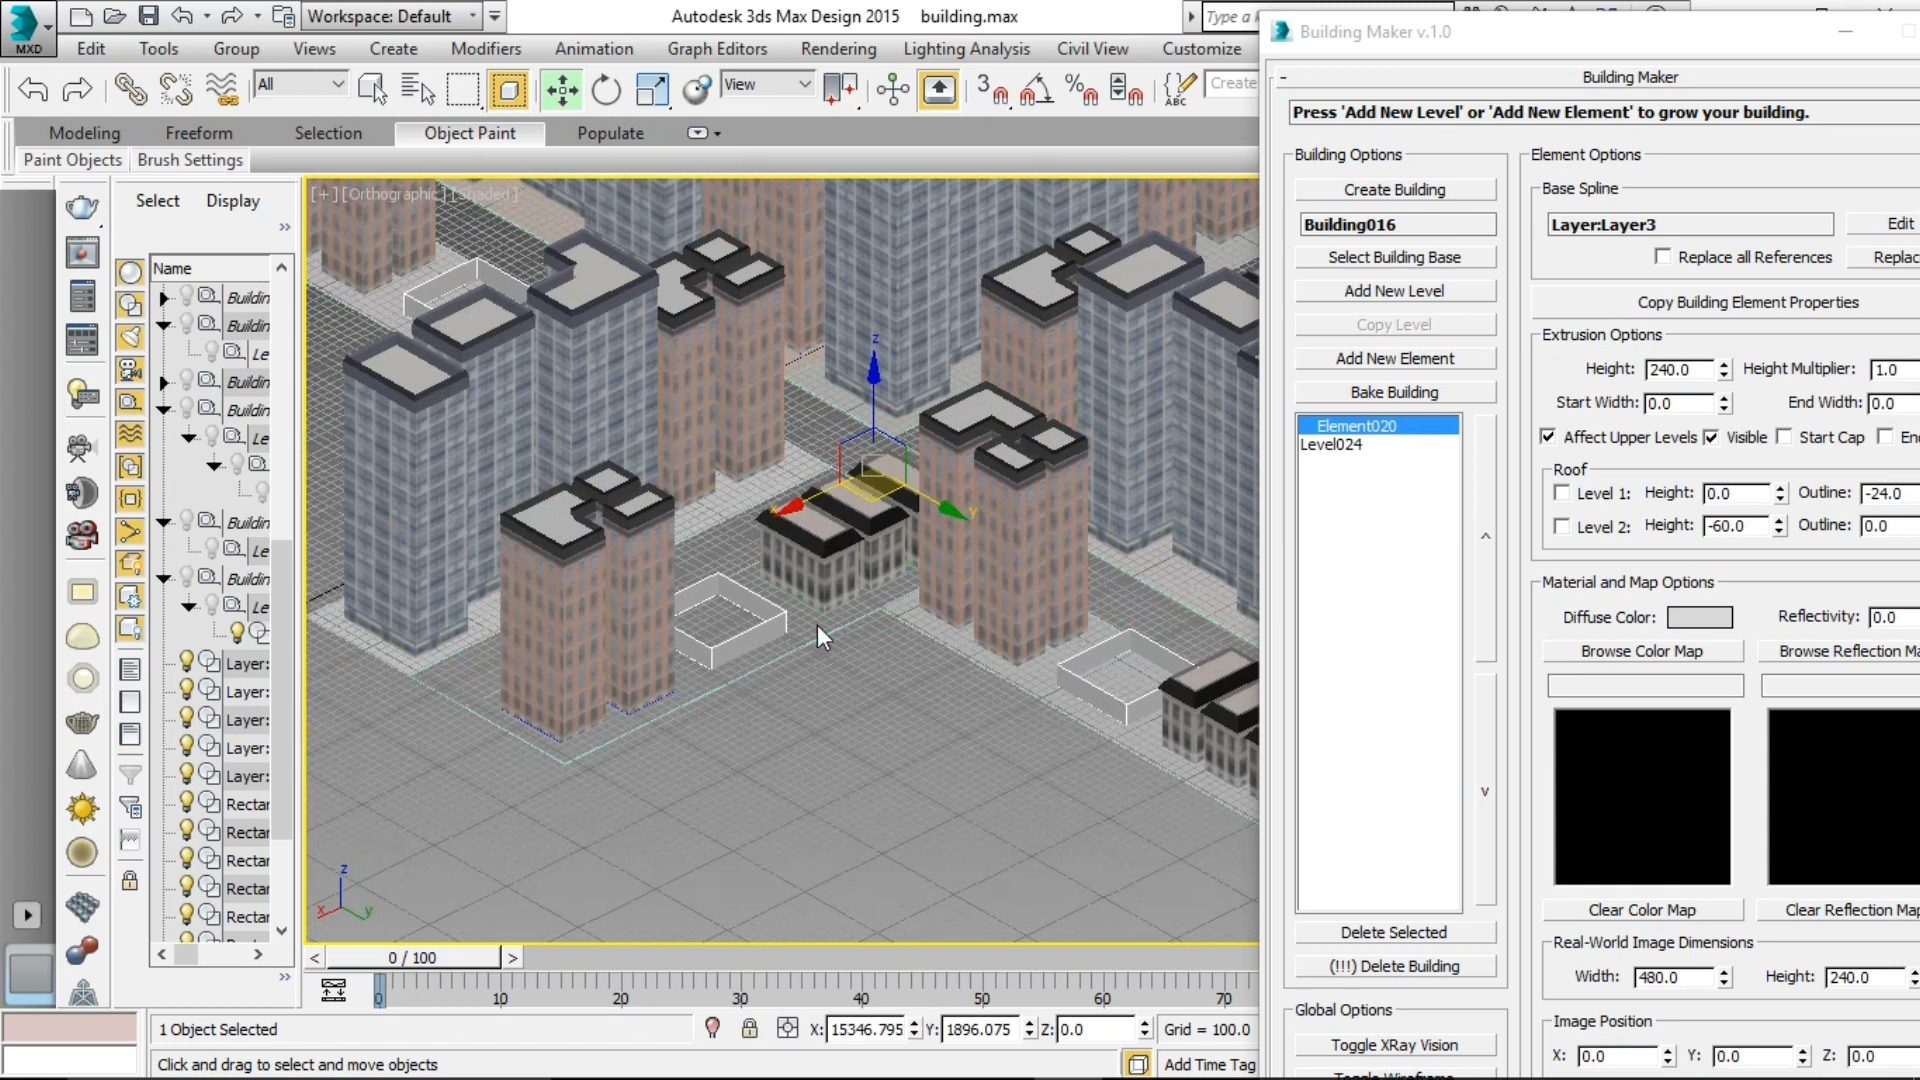 Workspace: Default
Autodesk 3ds Max Design 2015 building.max
Type a
MXD
Edit Tools Group Views Create Modifiers Animation Graph Editors Rendering Lighting Analysis Civil View Customize
All
View
3
%
ABC
Create
Modeling Freeform Selection Object Paint Populate
Paint Objects Brush Settings
Select Display
Name
Buildin
Buildin
Le
Buildin
Buildin
Le
Buildin
Le
Buildin
Le
Layer:
Layer:
Layer:
Layer:
Layer:
Rectar
Rectar
Rectar
Rectar
Rectar
[+][Orthographic][Shaded]
z
x
y
z
x
y
< 0 / 100 >
0 10 20 30 40 50 60 70
1 Object Selected
X: 15346.795 Y: 1896.075 Z: 0.0 Grid = 100.0
Click and drag to select and move objects
Add Time Tag
Building Maker v.1.0
- Building Maker
Press 'Add New Level' or 'Add New Element' to grow your building.
Building Options
Create Building
Building016
Select Building Base
Add New Level
Copy Level
Add New Element
Bake Building
Element020
Level024
^
v
Delete Selected
(!!!) Delete Building
Global Options
Toggle XRay Vision
Toggle Wireframe
Element Options
Base Spline
Layer:Layer3
Edit
Replace all References
Replac
Copy Building Element Properties
Extrusion Options
Height: 240.0 Height Multiplier: 1.0
Start Width: 0.0 End Width: 0.0
Affect Upper Levels Visible Start Cap En
Roof
Level 1: Height: 0.0 Outline: -24.0
Level 2: Height: -60.0 Outline: 0.0
Material and Map Options
Diffuse Color: Reflectivity: 0.0
Browse Color Map Browse Reflection Ma
Clear Color Map Clear Reflection Map
Real-World Image Dimensions
Width: 480.0 Height: 240.0
Image Position
X: 0.0 Y: 0.0 Z: 0.0